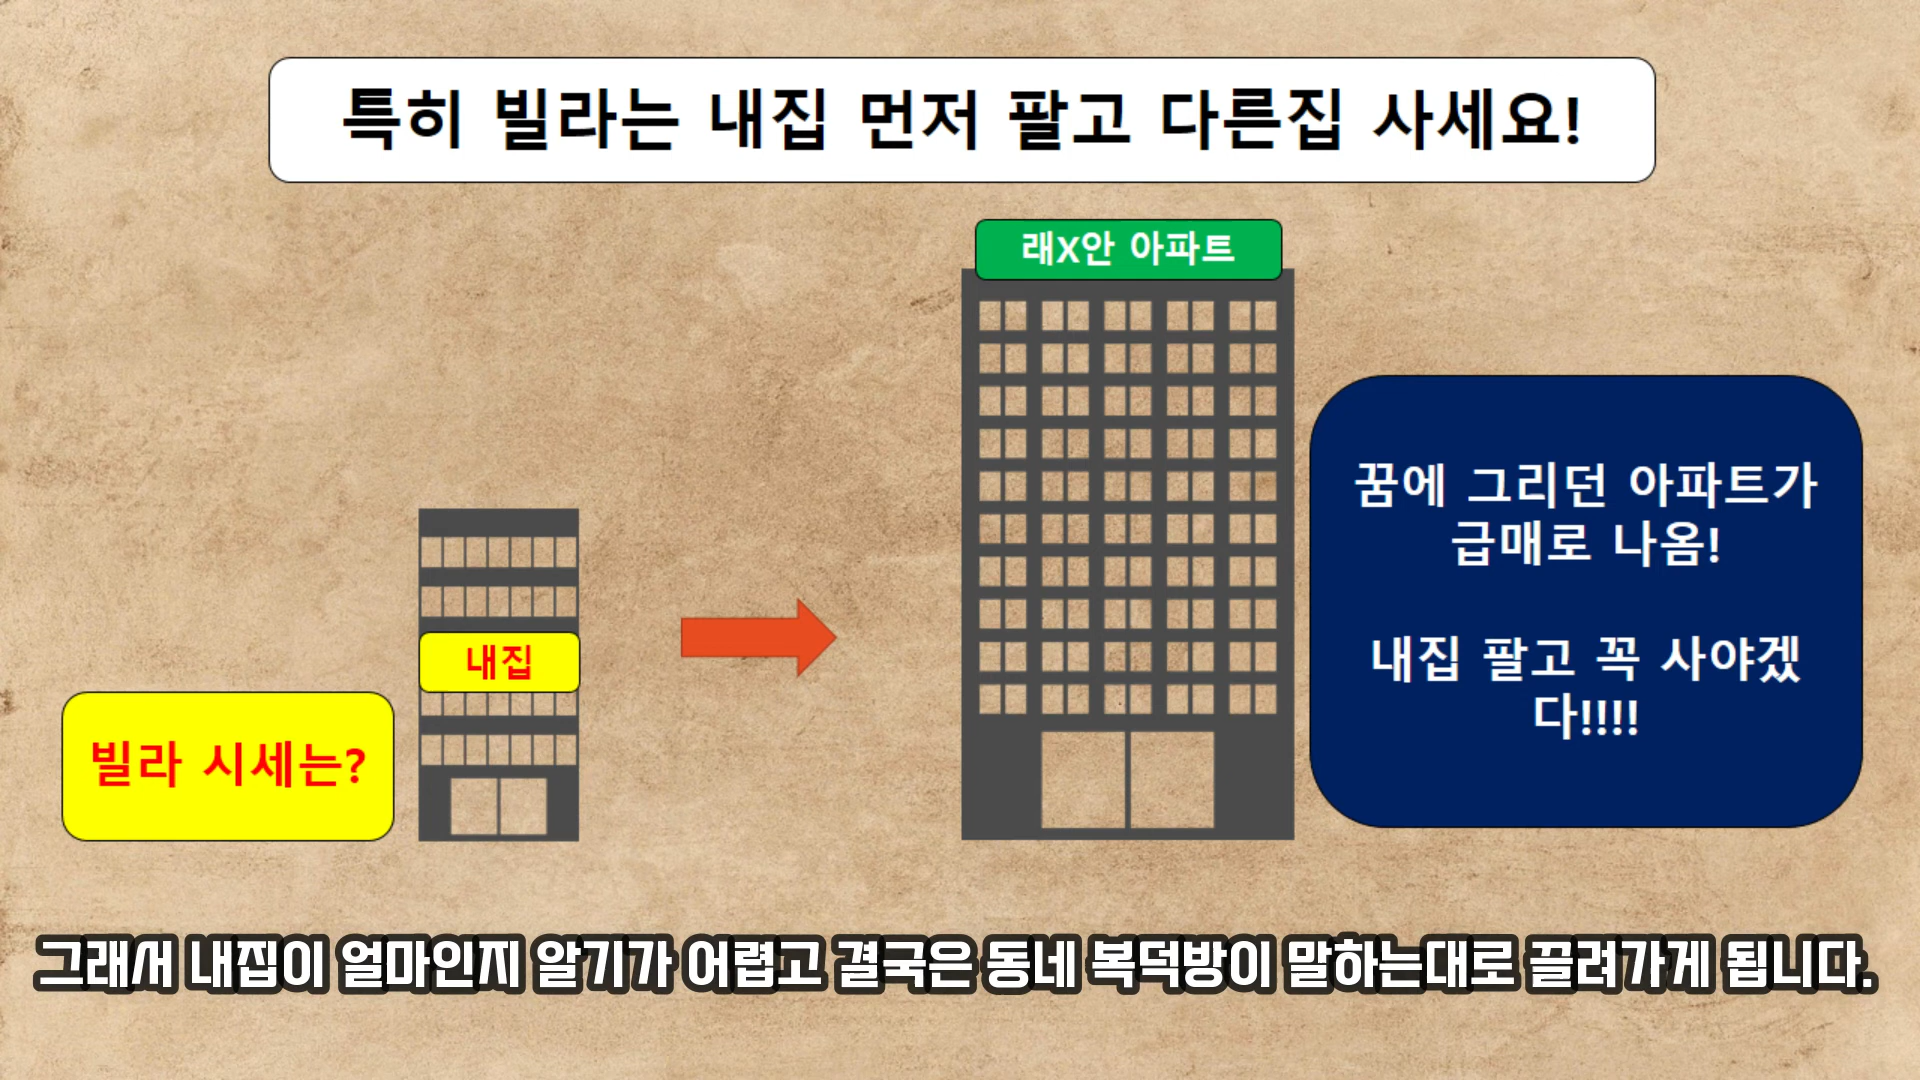 특히 빌라는 내집 먼저 팔고 다른집 사세요!
래X안 아파트
꿈에 그리던 아파트가
급매로 나옴!
내집 팔고 꼭 사야겠
다!!!!
내집
빌라 시세는?
그래서 내집이 얼마인지 알기가 어렵고 결국은 동네 복덕방이 말하는대로 끌려가게 됩니다.